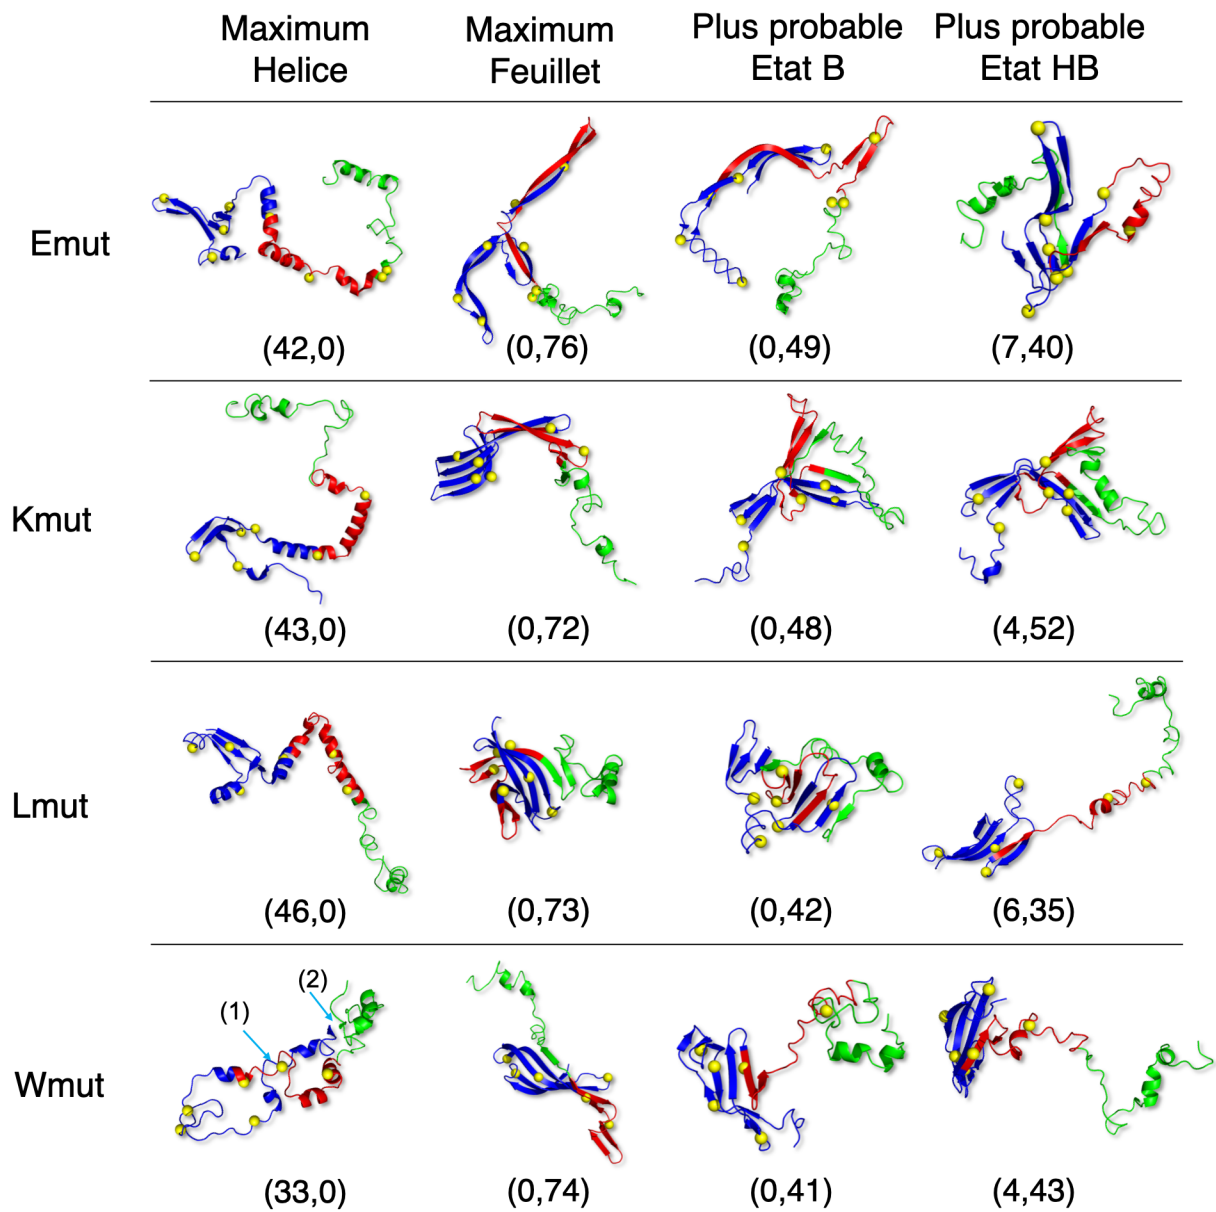 Maximum
Helice
Maximum
Feuillet
Plus probable
Etat B
Plus probable
Etat HB
Emut
(42,0)
(0,76)
(0,49)
(7,40)
Kmut
(43,0)
(0,72)
(0,48)
(4,52)
Lmut
(46,0)
(0,73)
(0,42)
(6,35)
Wmut
(1)
(2)
(33,0)
(0,74)
(0,41)
(4,43)